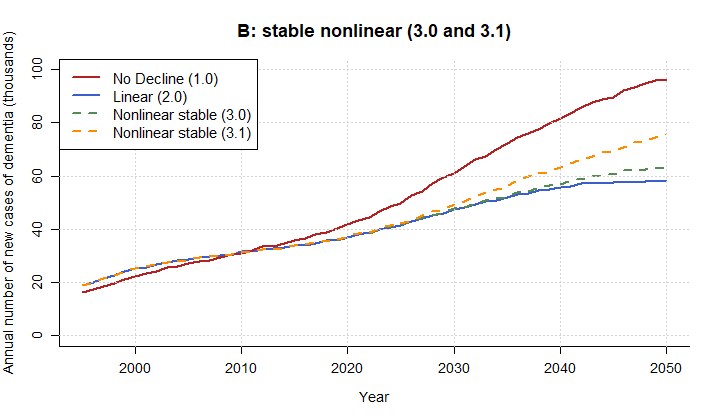 B: stable nonlinear (3.0 and 3.1)
Annual number of new cases of dementia (thousands)
100
80
60
40
20
0
No Decline (1.0)
Linear (2.0)
Nonlinear stable (3.0)
Nonlinear stable (3.1)
2000 2010 2020 2030 2040 2050
Year